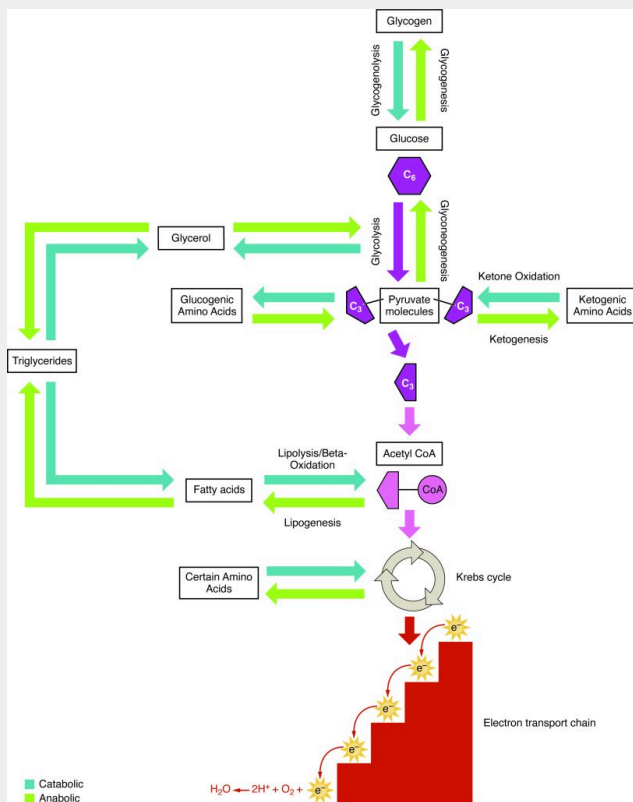 Glycogen
Glycogenolysis
Glycogenesis
Glucose
C6
Glycolysis
Glyconeogenesis
Glycerol
Glucogenic
Amino Acids
C3
Pyruvate
molecules
C3
Ketone Oxidation
Ketogenic
Amino Acids
Ketogenesis
Triglycerides
C3
Acetyl CoA
Lipolysis/Beta-
Oxidation
Fatty acids
CoA
Lipogenesis
Certain Amino
Acids
Krebs cycle
e⁻
e⁻
e⁻
Electron transport chain
e⁻
H₂O 2H⁺ + O₂ + e⁻
Catabolic
Anabolic